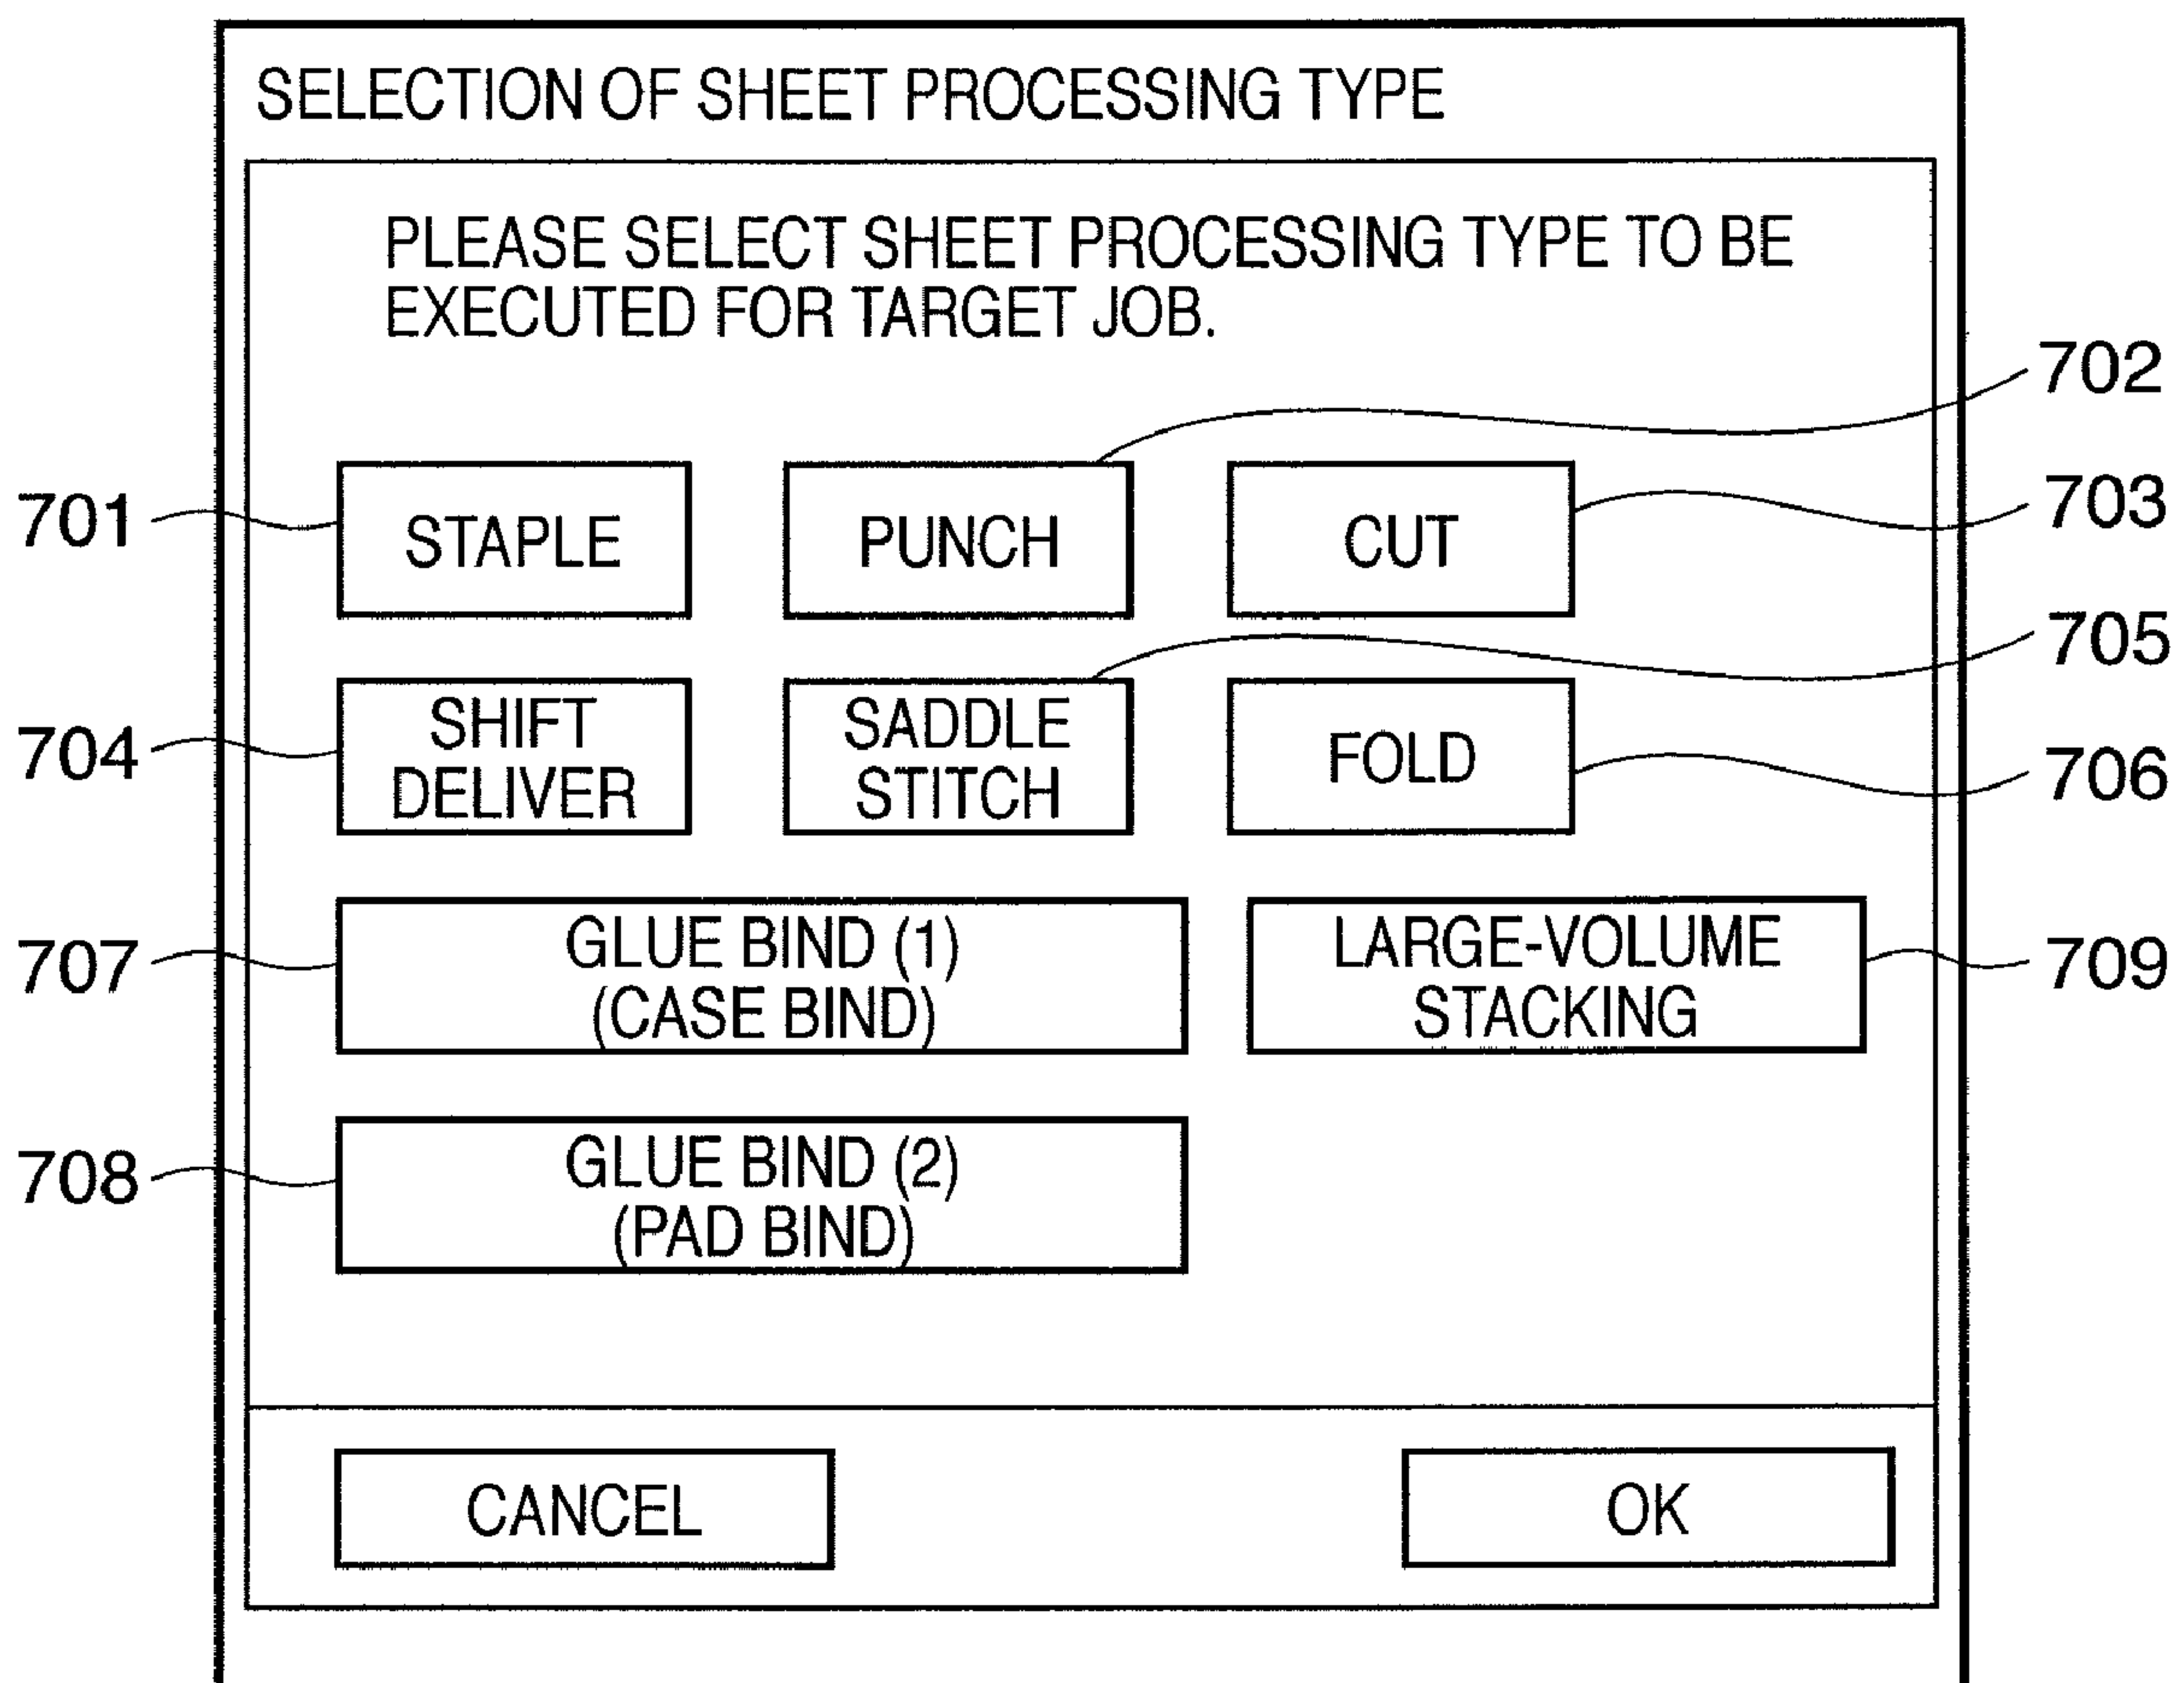 SELECTION OF SHEET PROCESSING TYPE
PLEASE SELECT SHEET PROCESSING TYPE TO BE
EXECUTED FOR TARGET JOB.
702
701
STAPLE
PUNCH
CUT
703
705
704
SHIFT
DELIVER
SADDLE
STITCH
FOLD
706
707
GLUE BIND (1)
(CASE BIND)
LARGE-VOLUME
STACKING
709
708
GLUE BIND (2)
(PAD BIND)
CANCEL
OK